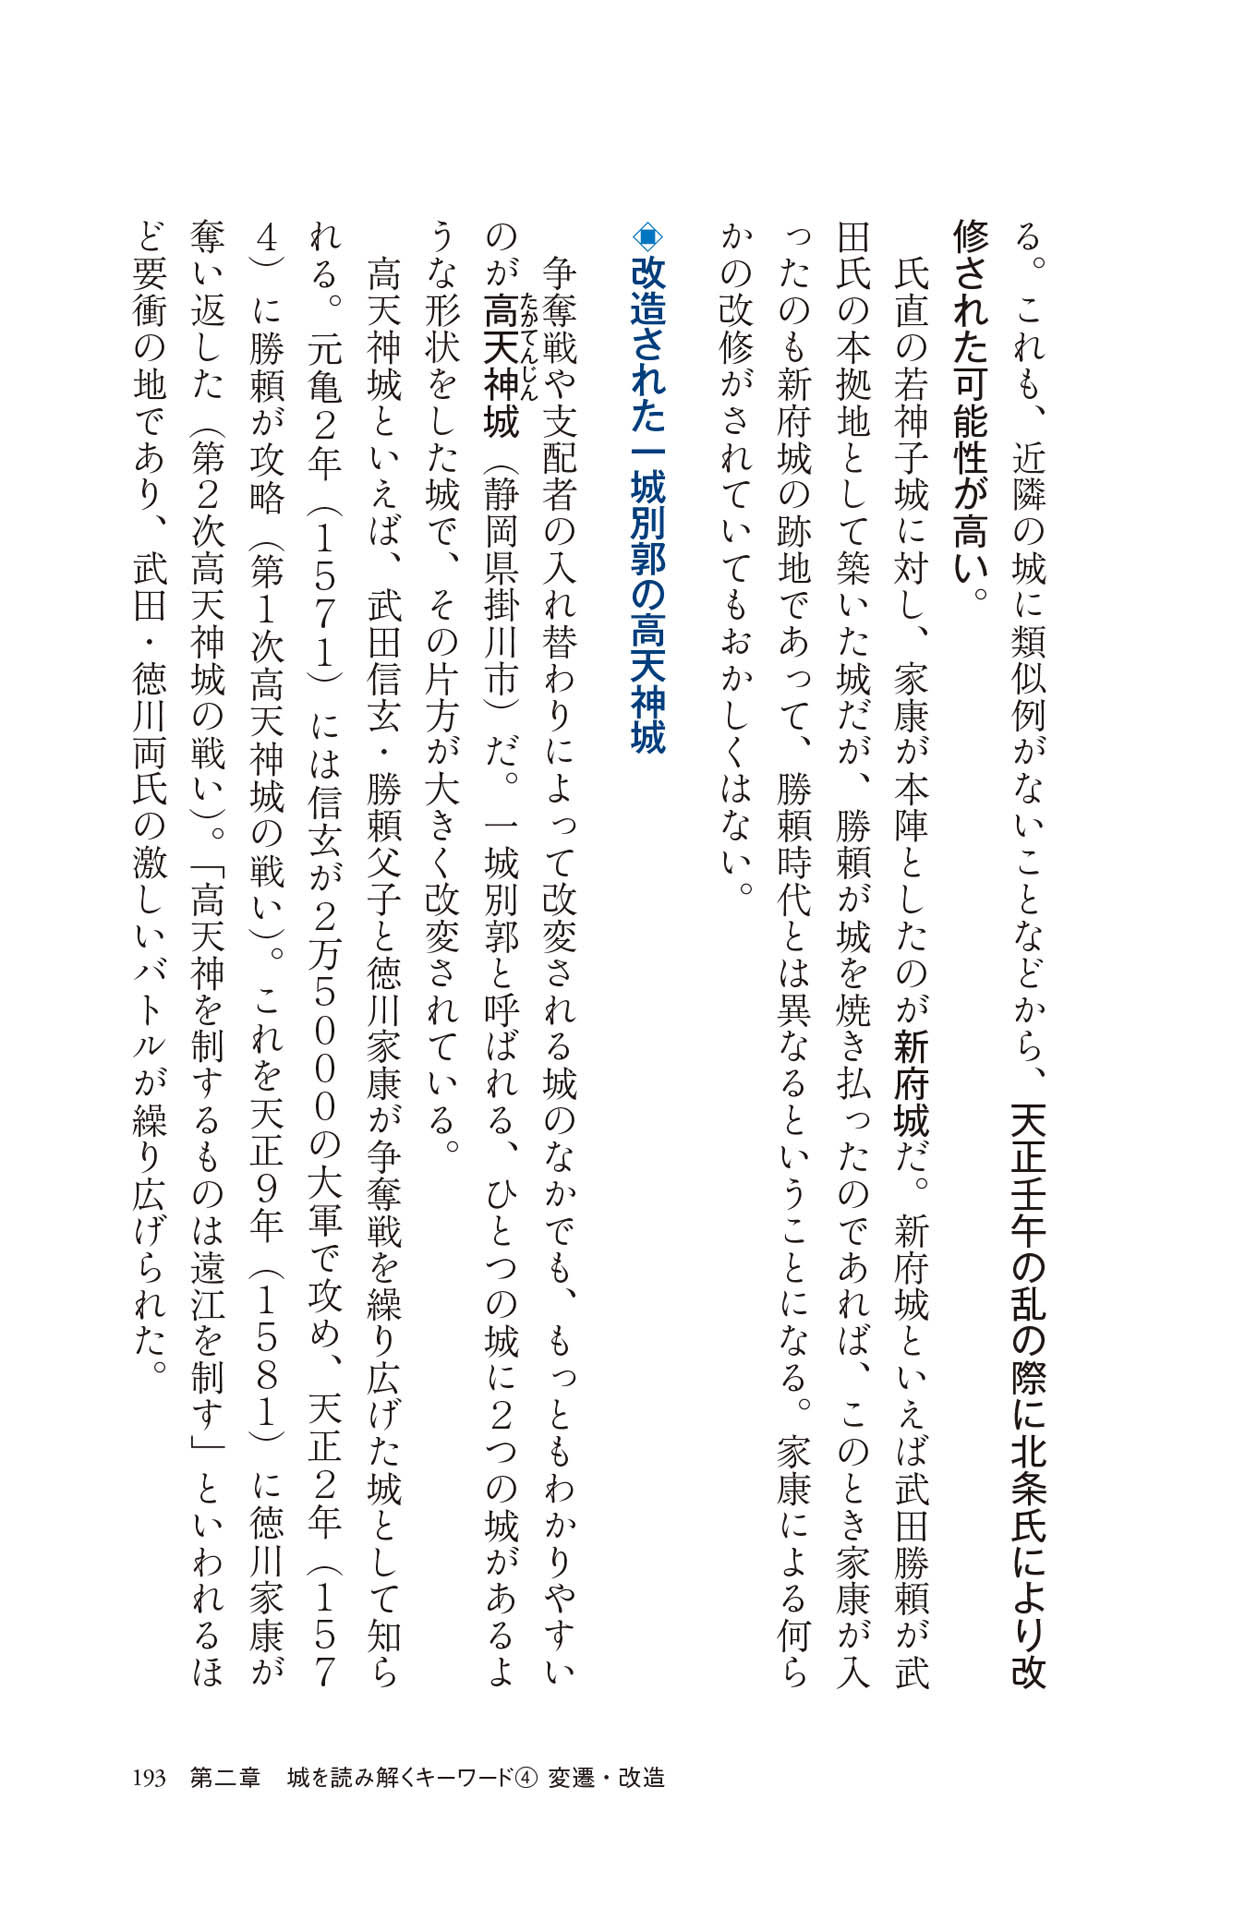 る。これも、近隣の城に類似例がないことなどから、天正壬午の乱の際に北条氏により改
修された可能性が高い。
氏直の若神子城に対し、家康が本陣としたのが新府城だ。新府城といえば武田勝頼が武
田氏の本拠地として築いた城だが、勝頼が城を焼き払ったのであれば、このとき家康が入
ったのも新府城の跡地であって、勝頼時代とは異なるということになる。家康による何ら
かの改修がされていてもおかしくはない。
◈改造された一城別郭の高天神城
争奪戦や支配者の入れ替わりによって改変される城のなかでも、もっともわかりやすい
たかてんじん
のが高天神城（静岡県掛川市）だ。一城別郭と呼ばれる、ひとつの城に２つの城があるよ
うな形状をした城で、その片方が大きく改変されている。
高天神城といえば、武田信玄・勝頼父子と徳川家康が争奪戦を繰り広げた城として知ら
れる。元亀２年（１５７１）には信玄が２万５０００の大軍で攻め、天正２年（１５７
４）に勝頼が攻略（第１次高天神城の戦い）。これを天正９年（１５８１）に徳川家康が
奪い返した（第２次高天神城の戦い）。「高天神を制するものは遠江を制す」といわれるほ
ど要衝の地であり、武田・徳川両氏の激しいバトルが繰り広げられた。
193 第二章　城を読み解くキーワード④ 変遷・改造